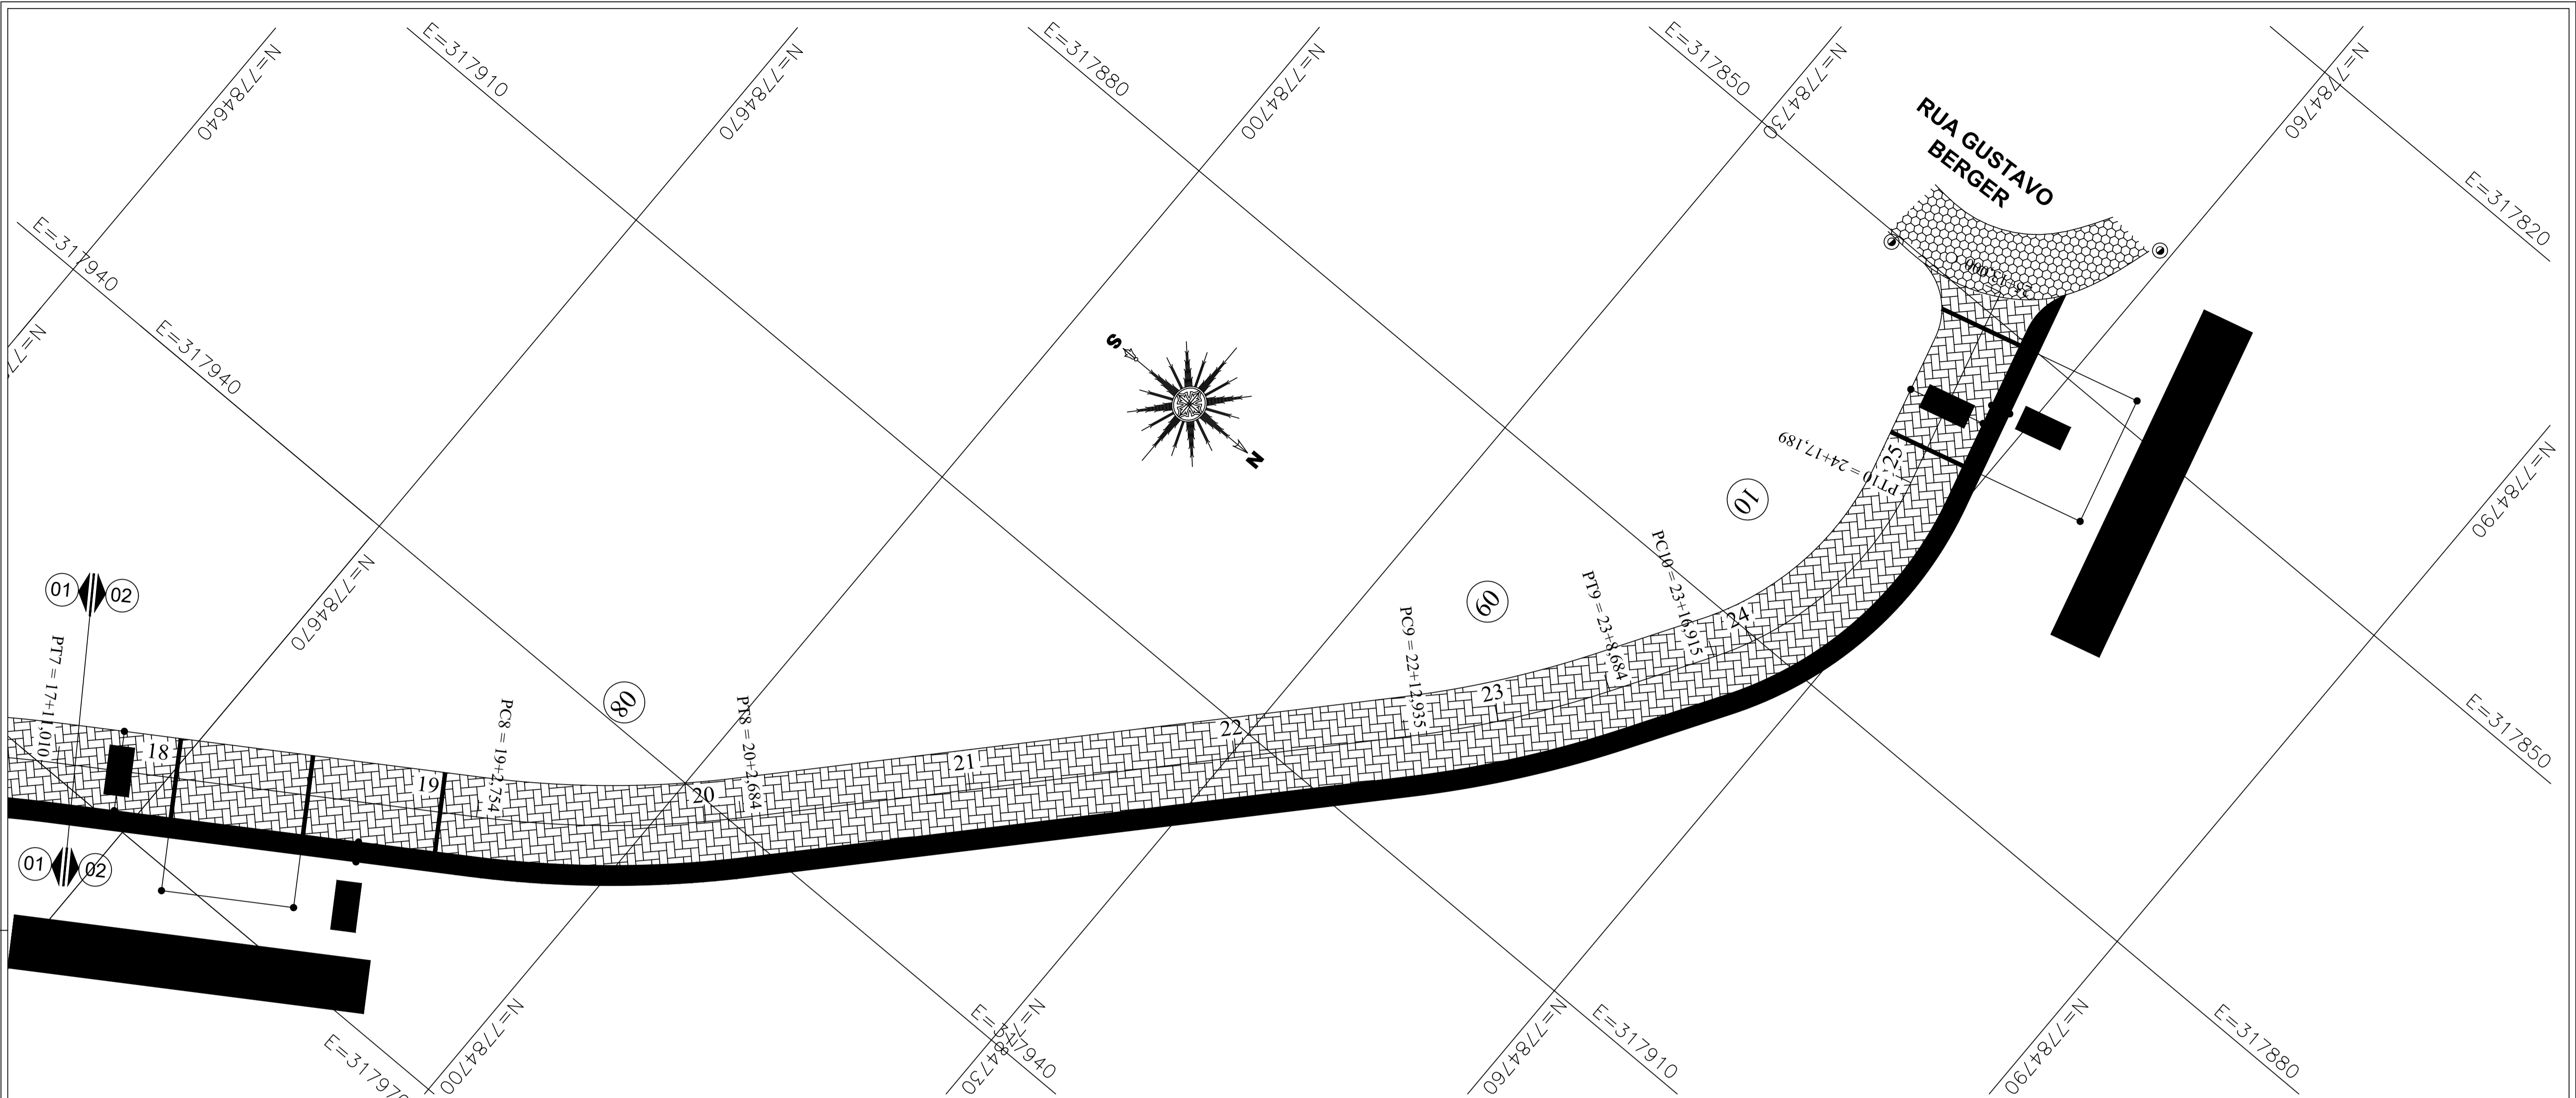 N=7784640
E=317910
N=7784670
E=317880
N=7784700
E=317850
N=7784730
N=7784760
E=317820
RUA GUSTAVO
BERGER
E=317940
E=317940
S
N
PT10 = 24+17,189
25
N=7784790
10
09
08
N=7784670
01
02
PT7 = 17+11,010
18
19
PC8 = 19+2,754
20
PT8 = 20+2,684
21
22
PC9 = 22+12,935
23
PT9 = 23+8,684
PC10 = 23+16,915
24
E=317850
01
02
E=317970
N=7784700
E=317940
N=7784730
N=7784760
E=317910
N=7784790
E=317880